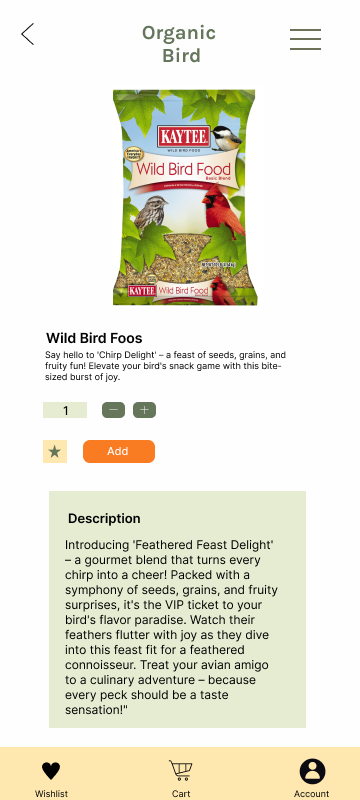 Organic
Bird
KAYTEE
WILD BIRD FOOD
Wild Bird Food
Basic Blend
KAYTEE
Wild Bird Food
Wild Bird Foos
Say hello to 'Chirp Delight' – a feast of seeds, grains, and
fruity fun! Elevate your bird's snack game with this bite-
sized burst of joy.
1
Add
Description
Introducing 'Feathered Feast Delight'
– a gourmet blend that turns every
chirp into a cheer! Packed with a
symphony of seeds, grains, and fruity
surprises, it's the VIP ticket to your
bird's flavor paradise. Watch their
feathers flutter with joy as they dive
into this feast fit for a feathered
connoisseur. Treat your avian amigo
to a culinary adventure – because
every peck should be a taste
sensation!"
Wishlist
Cart
Account